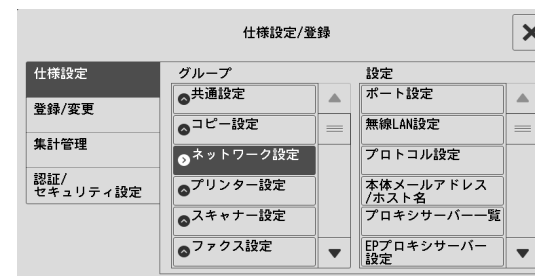 仕様設定/登録
仕様設定
登録/変更
集計管理
認証/
セキュリティ設定
グループ
共通設定
コピー設定
ネットワーク設定
プリンター設定
スキャナー設定
ファクス設定
設定
ポート設定
無線LAN設定
プロトコル設定
本体メールアドレス
/ホスト名
プロキシサーバー一覧
EPプロキシサーバー
設定